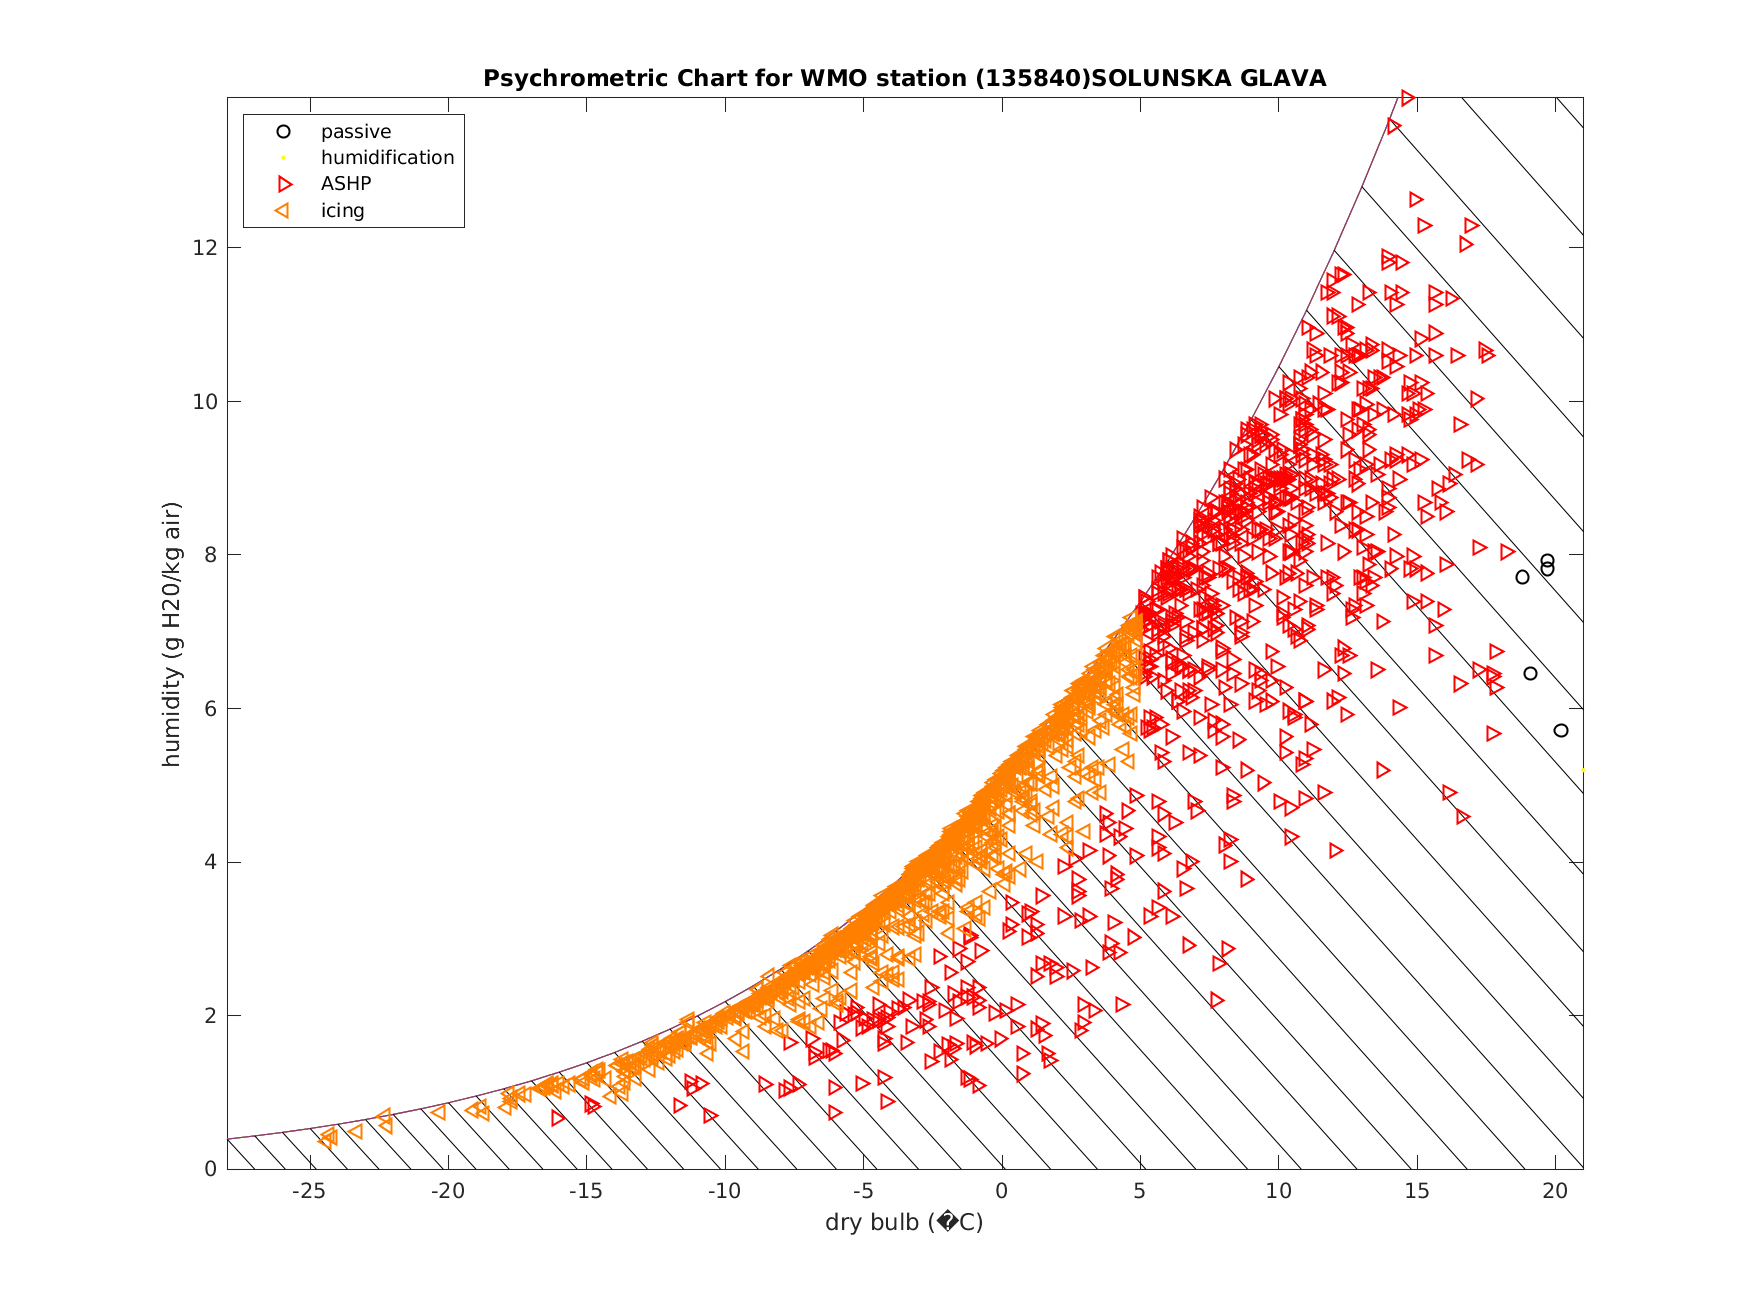 Psychrometric Chart for WMO station (135840)SOLUNSKA GLAVA
passive
humidification
ASHP
icing
humidity (g H20/kg air)
12
10
8
6
4
2
0
-25 -20 -15 -10 -5 0 5 10 15 20
dry bulb (�C)